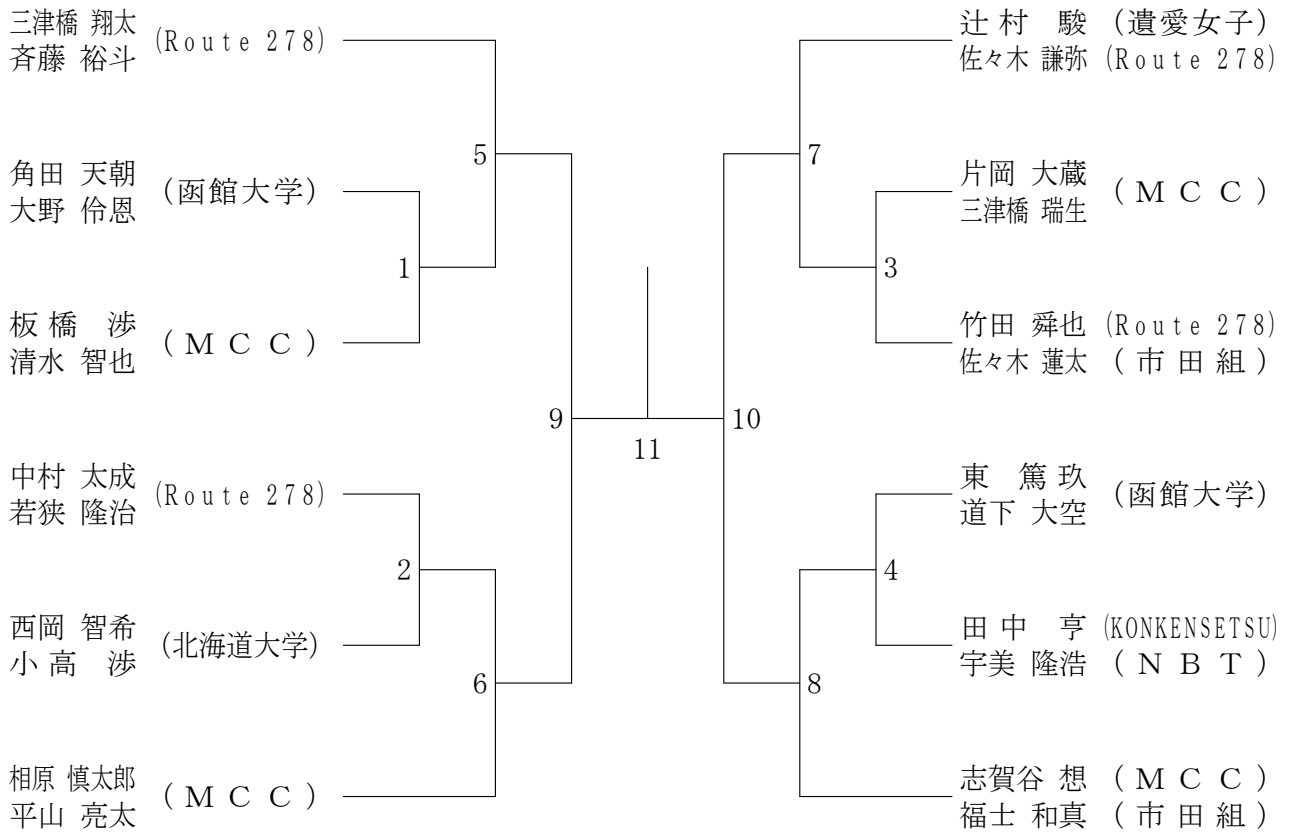 三津橋 翔太 (Route 278)
斉藤 裕斗
角田 天朝 (函館大学)
大野 伶恩
板橋 渉 (MCC)
清水 智也
中村 太成 (Route 278)
若狭 隆治
西岡 智希 (北海道大学)
小高 渉
相原 慎太郎 (MCC)
平山 亮太
5
1
2
6
9
11
10
7
3
4
8
辻村 駿 (遺愛女子)
佐々木 謙弥 (Route 278)
片岡 大蔵 (MCC)
三津橋 瑞生
竹田 舜也 (Route 278)
佐々木 蓮太 (市田組)
東 篤玖 (函館大学)
道下 大空
田中 亨 (KONKENSETSU)
宇美 隆浩 (NBT)
志賀谷 想 (MCC)
福士 和真 (市田組)